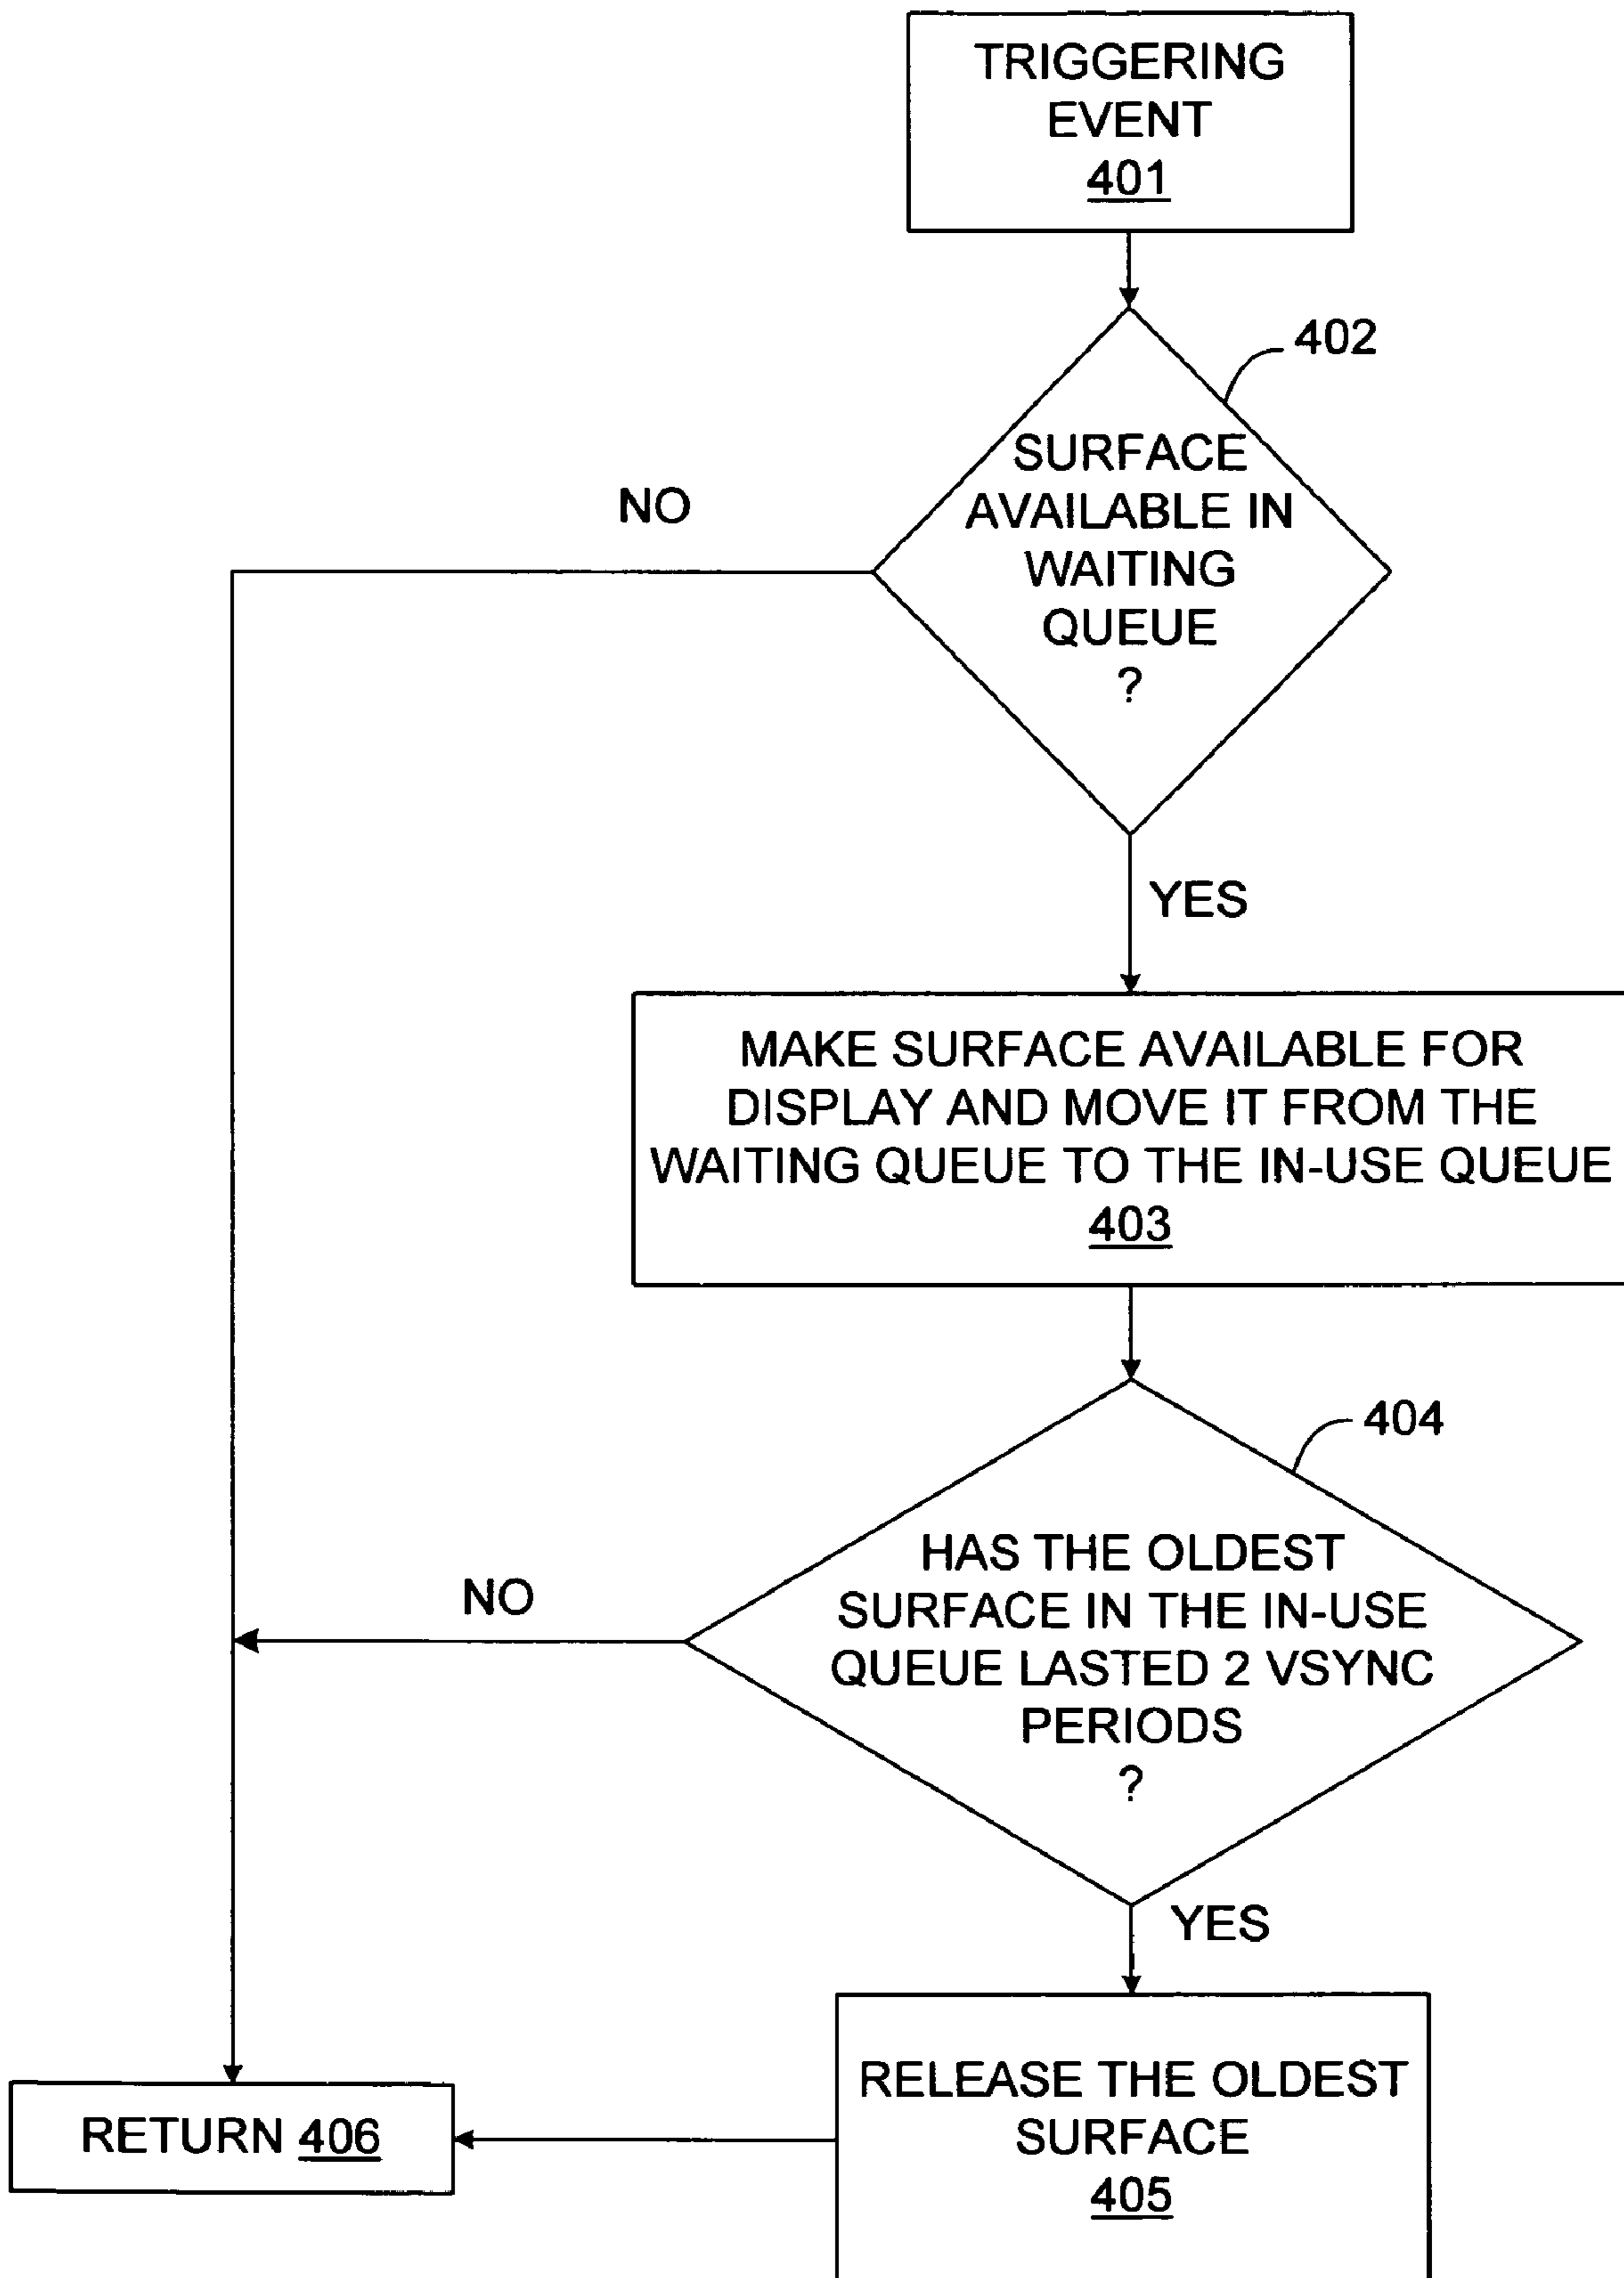 TRIGGERING
EVENT
401
402
SURFACE
AVAILABLE IN
WAITING
QUEUE
?
NO
YES
MAKE SURFACE AVAILABLE FOR
DISPLAY AND MOVE IT FROM THE
WAITING QUEUE TO THE IN-USE QUEUE
403
404
HAS THE OLDEST
SURFACE IN THE IN-USE
QUEUE LASTED 2 VSYNC
PERIODS
?
NO
YES
RELEASE THE OLDEST
SURFACE
405
RETURN 406